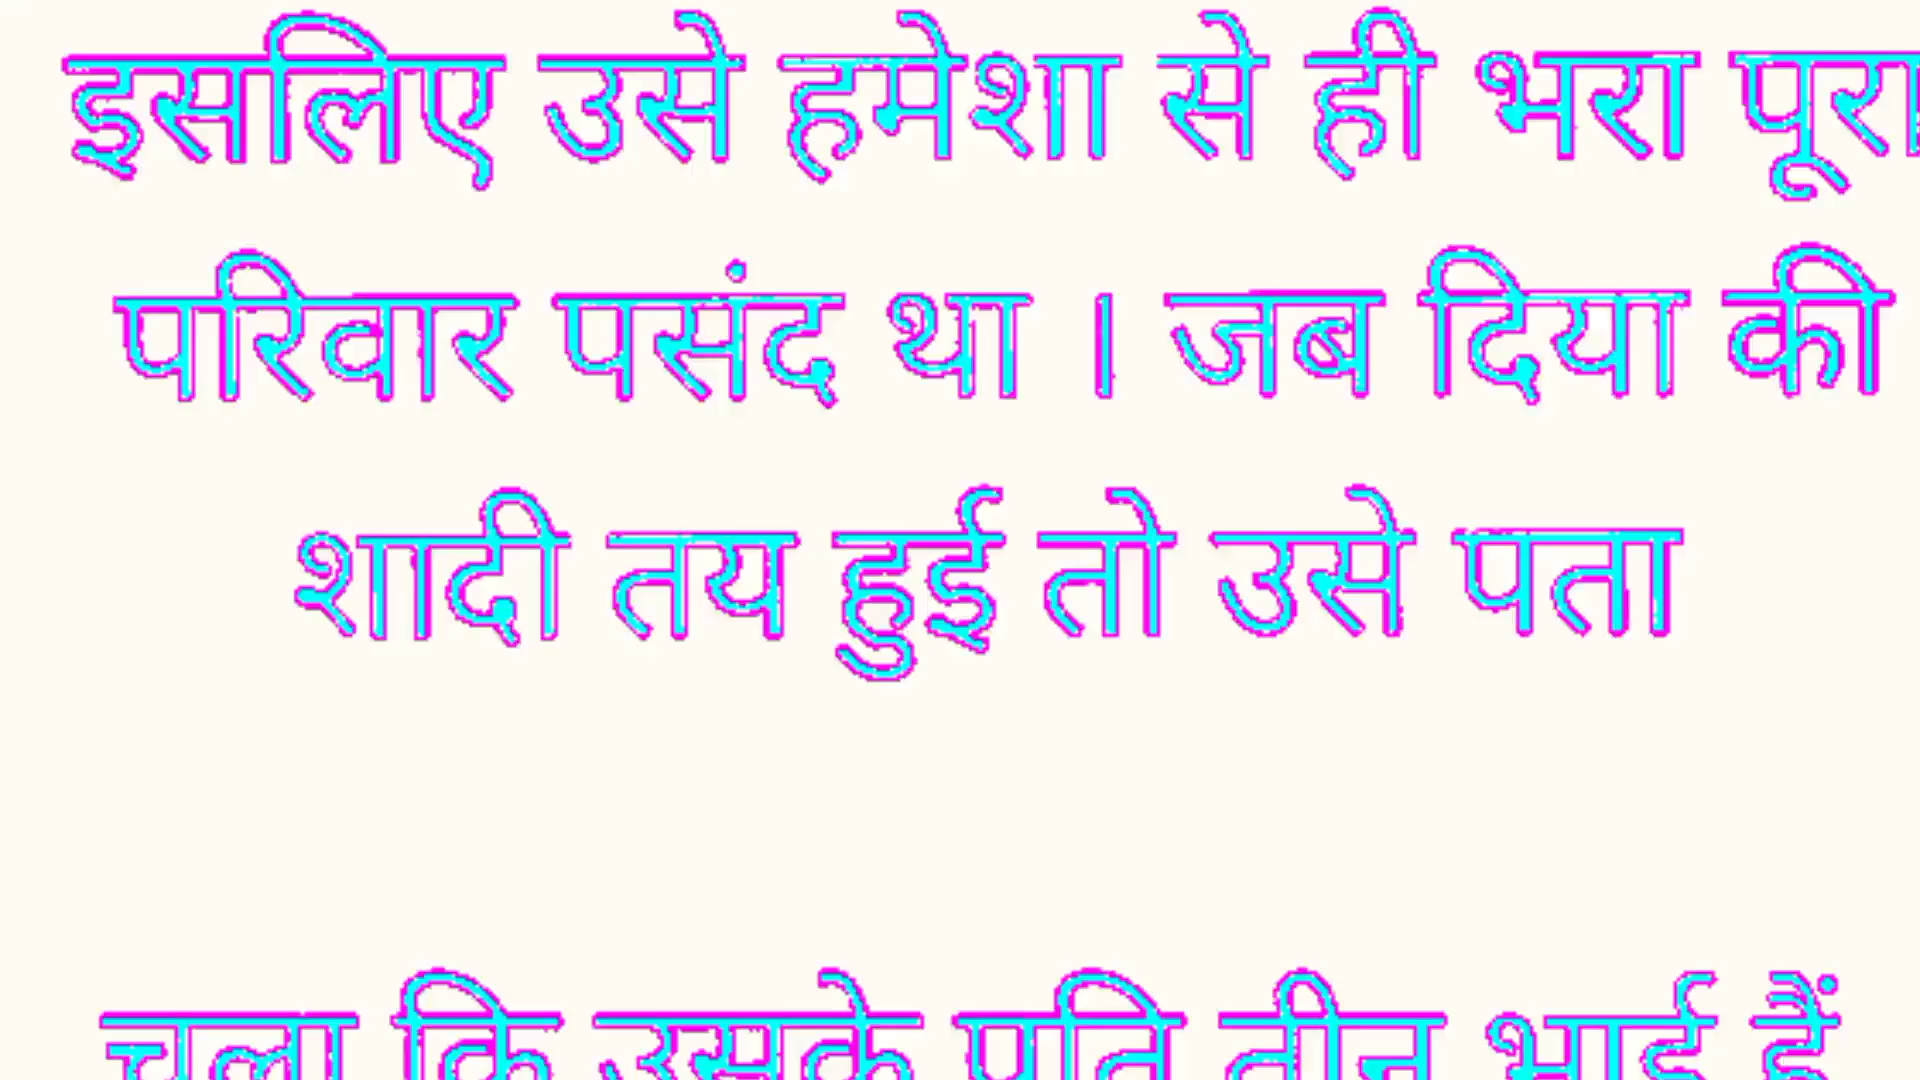 इसलिए उसे हमेशा से ही भरा पूरा
परिवार पसंद था । जब दिया की
शादी तय हुई तो उसे पता
चला कि उसके पति तीन भाई हैं